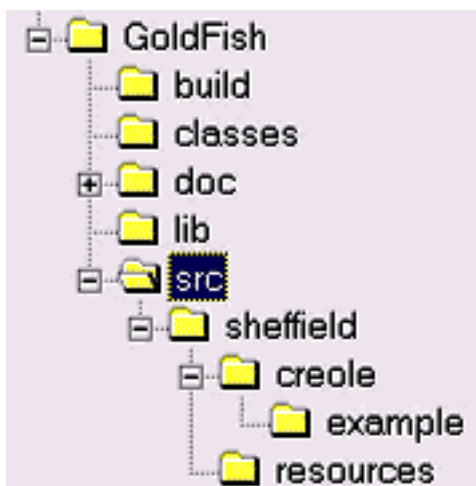 GoldFish
build
classes
doc
lib
src
sheffield
creole
example
resources